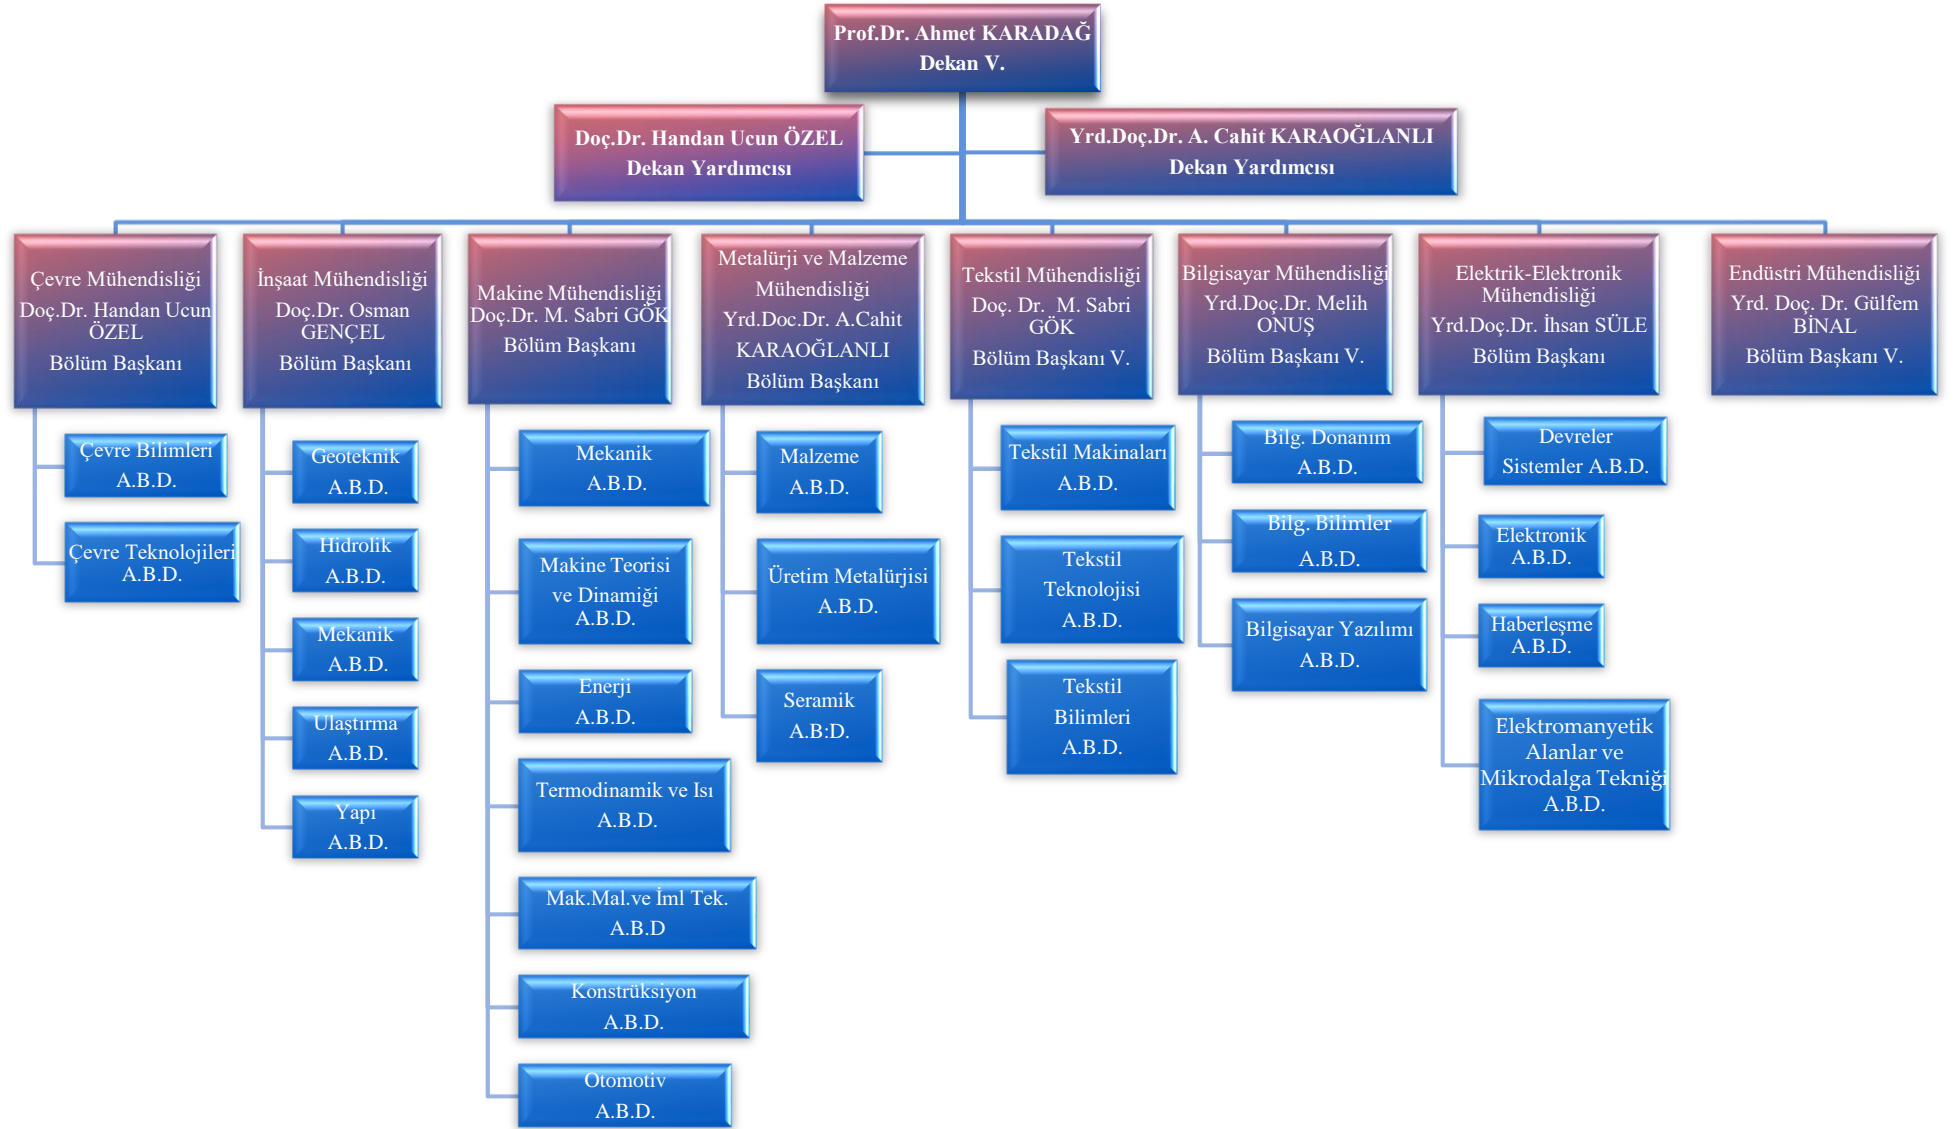 Prof.Dr. Ahmet KARADAĞ
Dekan V.
Doç.Dr. Handan Ucun ÖZEL
Dekan Yardımcısı
Yrd.Doç.Dr. A. Cahit KARAOĞLANLI
Dekan Yardımcısı
Çevre Mühendisliği
Doç.Dr. Handan Ucun
ÖZEL
Bölüm Başkanı
Çevre Bilimleri
A.B.D.
Çevre Teknolojileri
A.B.D.
İnşaat Mühendisliği
Doç.Dr. Osman
GENÇEL
Bölüm Başkanı
Geoteknik
A.B.D.
Hidrolik
A.B.D.
Mekanik
A.B.D.
Ulaştırma
A.B.D.
Yapı
A.B.D.
Makine Mühendisliği
Doç.Dr. M. Sabri GÖK
Bölüm Başkanı
Mekanik
A.B.D.
Makine Teorisi
ve Dinamiği
A.B.D.
Enerji
A.B.D.
Termodinamik ve Isı
A.B.D.
Mak.Mal.ve İml Tek.
A.B.D
Konstrüksiyon
A.B.D.
Otomotiv
A.B.D.
Metalürji ve Malzeme
Mühendisliği
Yrd.Doc.Dr. A.Cahit
KARAOĞLANLI
Bölüm Başkanı
Malzeme
A.B.D.
Üretim Metalürjisi
A.B.D.
Seramik
A.B:D.
Tekstil Mühendisliği
Doç. Dr. M. Sabri
GÖK
Bölüm Başkanı V.
Tekstil Makinaları
A.B.D.
Tekstil
Teknolojisi
A.B.D.
Tekstil
Bilimleri
A.B.D.
Bilgisayar Mühendisliği
Yrd.Doç.Dr. Melih
ONUŞ
Bölüm Başkanı V.
Bilg. Donanım
A.B.D.
Bilg. Bilimler
A.B.D.
Bilgisayar Yazılımı
A.B.D.
Elektrik-Elektronik
Mühendisliği
Yrd.Doç.Dr. İhsan SÜLE
Bölüm Başkanı
Devreler
Sistemler A.B.D.
Elektronik
A.B.D.
Haberleşme
A.B.D.
Elektromanyetik
Alanlar ve
Mikrodalga Tekniği
A.B.D.
Endüstri Mühendisliği
Yrd. Doç. Dr. Gülfem
BİNAL
Bölüm Başkanı V.